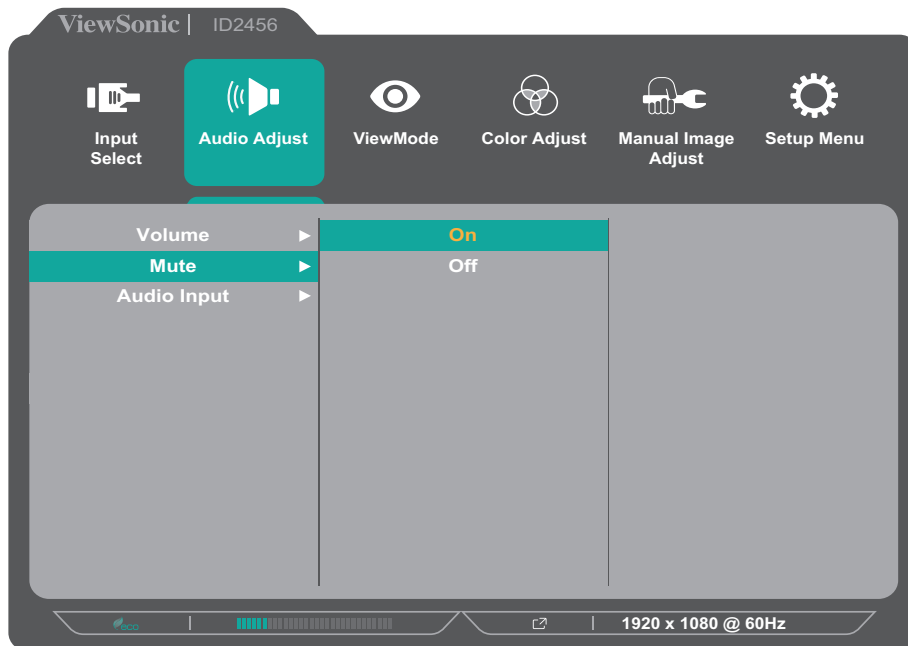 ViewSonic | ID2456
Input Select
Audio Adjust
ViewMode
Color Adjust
Manual Image Adjust
Setup Menu
Volume
On
Mute
Off
Audio Input
eco
1920 x 1080 @ 60Hz